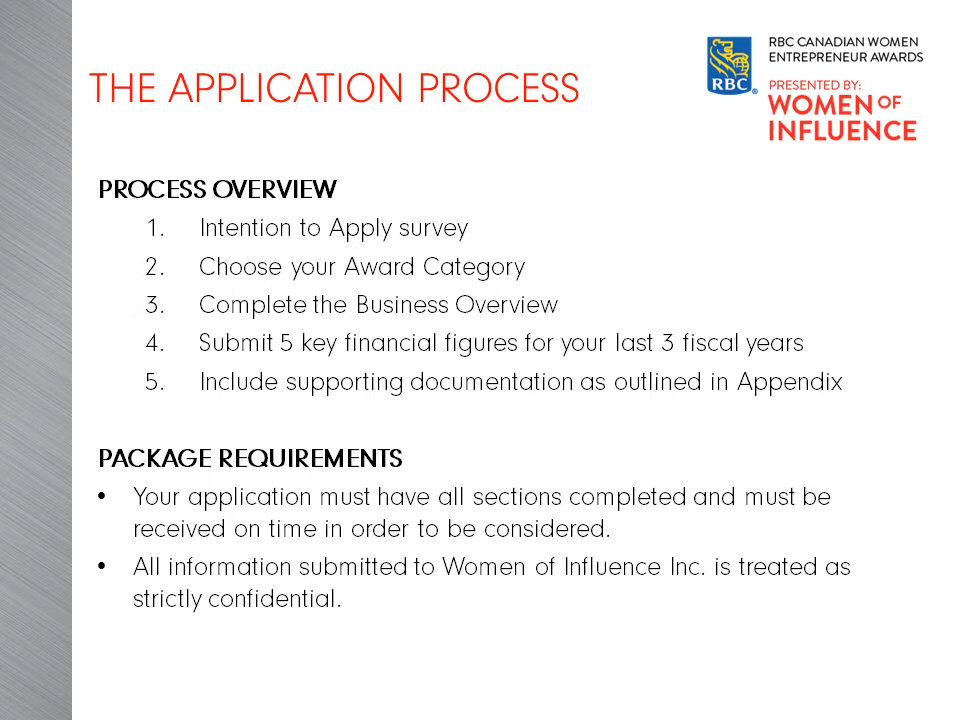 THE APPLICATION PROCESS
RBC
RBC CANADIAN WOMEN
ENTREPRENEUR AWARDS
PRESENTED BY:
WOMEN OF
INFLUENCE
PROCESS OVERVIEW
1. Intention to Apply survey
2. Choose your Award Category
3. Complete the Business Overview
4. Submit 5 key financial figures for your last 3 fiscal years
5. Include supporting documentation as outlined in Appendix
PACKAGE REQUIREMENTS
• Your application must have all sections completed and must be
received on time in order to be considered.
• All information submitted to Women of Influence Inc. is treated as
strictly confidential.